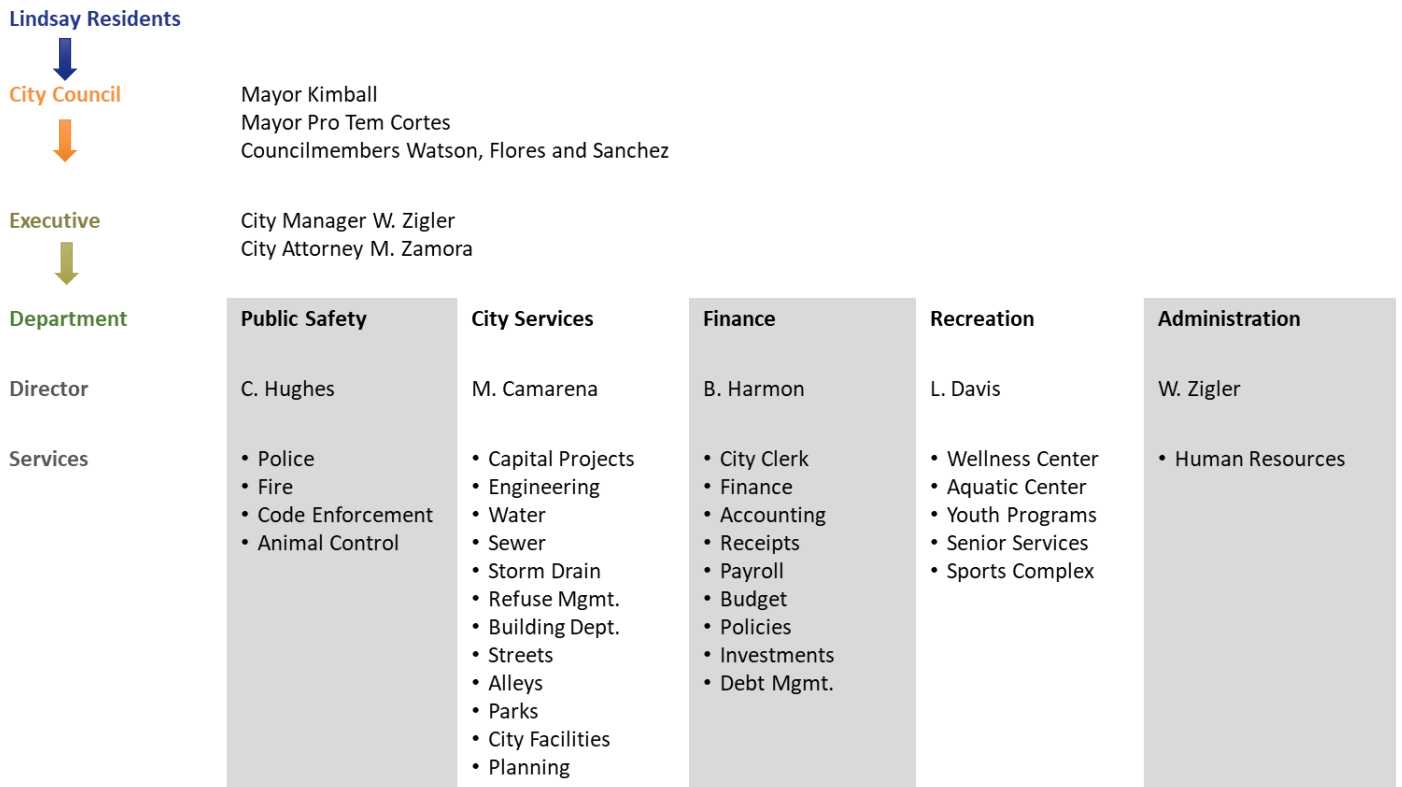 Lindsay Residents
City Council
Mayor Kimball
Mayor Pro Tem Cortes
Councilmembers Watson, Flores and Sanchez
Executive
City Manager W. Zigler
City Attorney M. Zamora
Department
Public Safety
City Services
Finance
Recreation
Administration
Director
C. Hughes
M. Camarena
B. Harmon
L. Davis
W. Zigler
Services
• Police
• Fire
• Code Enforcement
• Animal Control
• Capital Projects
• Engineering
• Water
• Sewer
• Storm Drain
• Refuse Mgmt.
• Building Dept.
• Streets
• Alleys
• Parks
• City Facilities
• Planning
• City Clerk
• Finance
• Accounting
• Receipts
• Payroll
• Budget
• Policies
• Investments
• Debt Mgmt.
• Wellness Center
• Aquatic Center
• Youth Programs
• Senior Services
• Sports Complex
• Human Resources